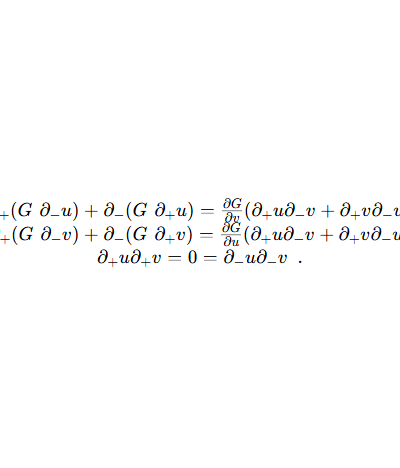 ₊(G ∂₋u) + ∂₋(G ∂₊u) = ∂G/∂v (∂₊u∂₋v + ∂₊v∂₋u
₊(G ∂₋v) + ∂₋(G ∂₊v) = ∂G/∂u (∂₊u∂₋v + ∂₊v∂₋u
∂₊u∂₊v = 0 = ∂₋u∂₋v .